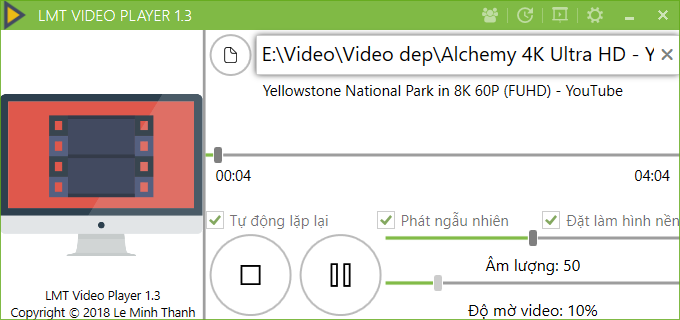 LMT VIDEO PLAYER 1.3
E:\Video\Video dep\Alchemy 4K Ultra HD - Y
Yellowstone National Park in 8K 60P (FUHD) - YouTube
00:04 04:04
Tự động lặp lại Phát ngẫu nhiên Đặt làm hình nền
Âm lượng: 50
Độ mờ video: 10%
LMT Video Player 1.3
Copyright © 2018 Le Minh Thanh